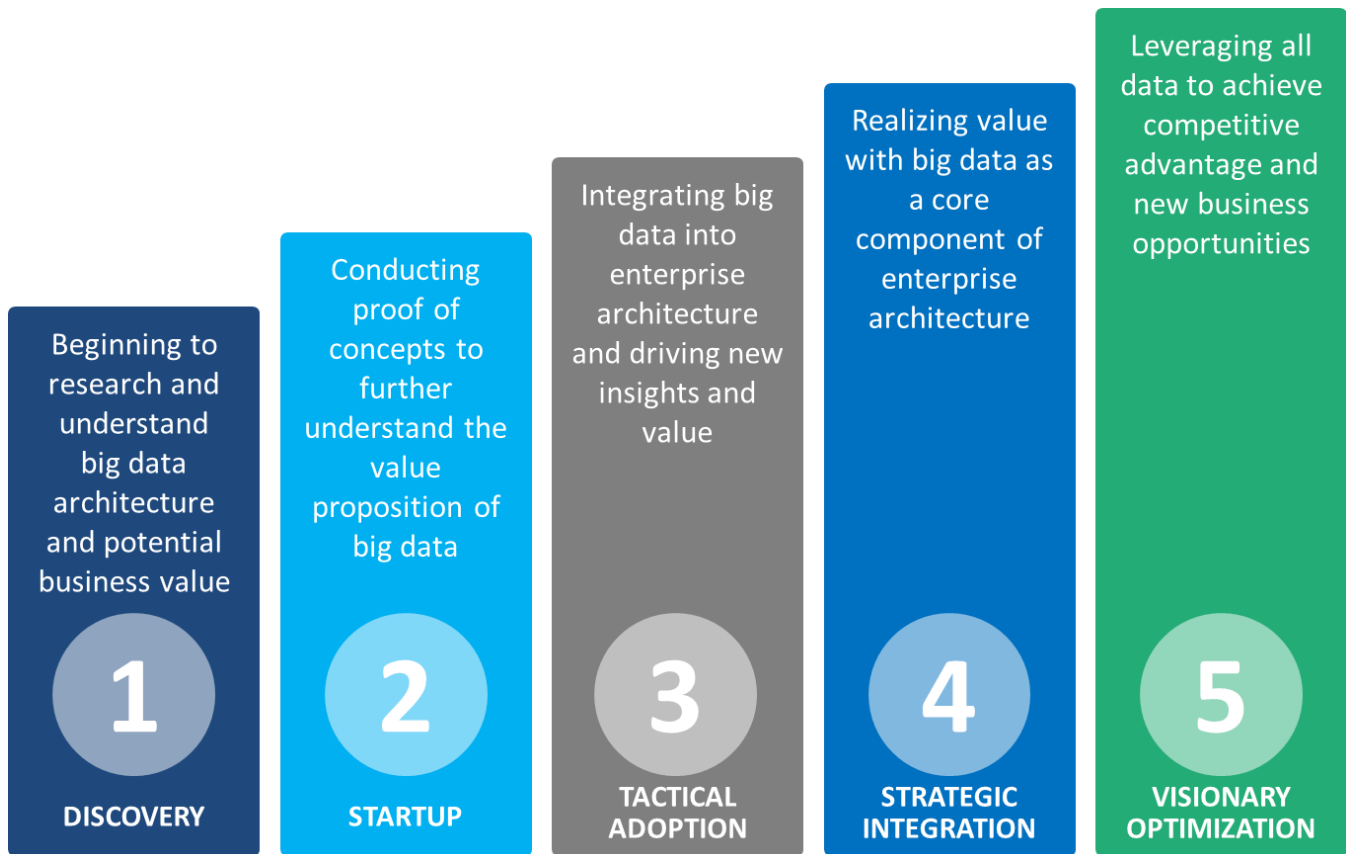 Beginning to
research and
understand
big data
architecture
and potential
business value
1
DISCOVERY
Conducting
proof of
concepts to
further
understand the
value
proposition of
big data
2
STARTUP
Integrating big
data into
enterprise
architecture
and driving new
insights and
value
3
TACTICAL
ADOPTION
Realizing value
with big data as
a core
component of
enterprise
architecture
4
STRATEGIC
INTEGRATION
Leveraging all
data to achieve
competitive
advantage and
new business
opportunities
5
VISIONARY
OPTIMIZATION